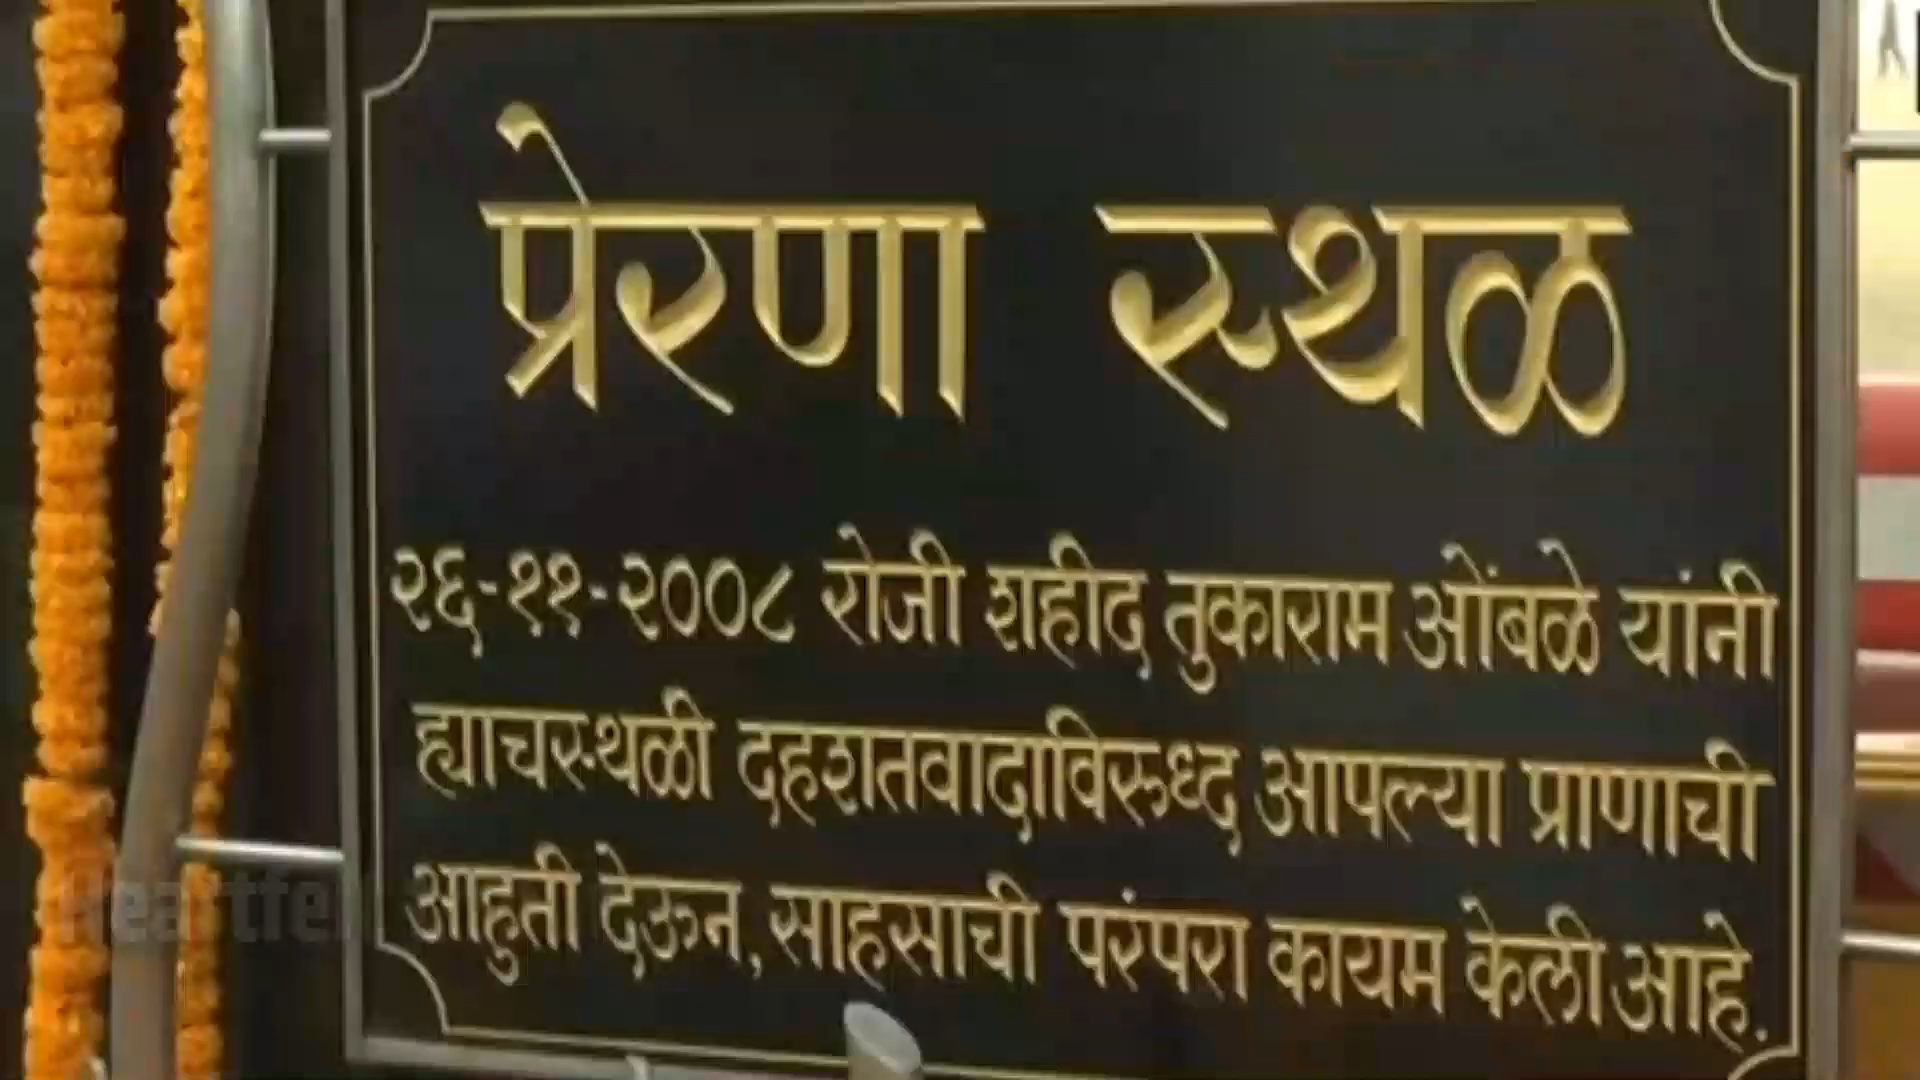 प्रेरणा स्थळ
२६-११-२००८ रोजी शहीद तुकाराम ओंबळे यांनी
ह्याचस्थळी दहशतवादाविरुध्द आपल्या प्राणाची
आहुती देऊन, साहसाची परंपरा कायम केली आहे.